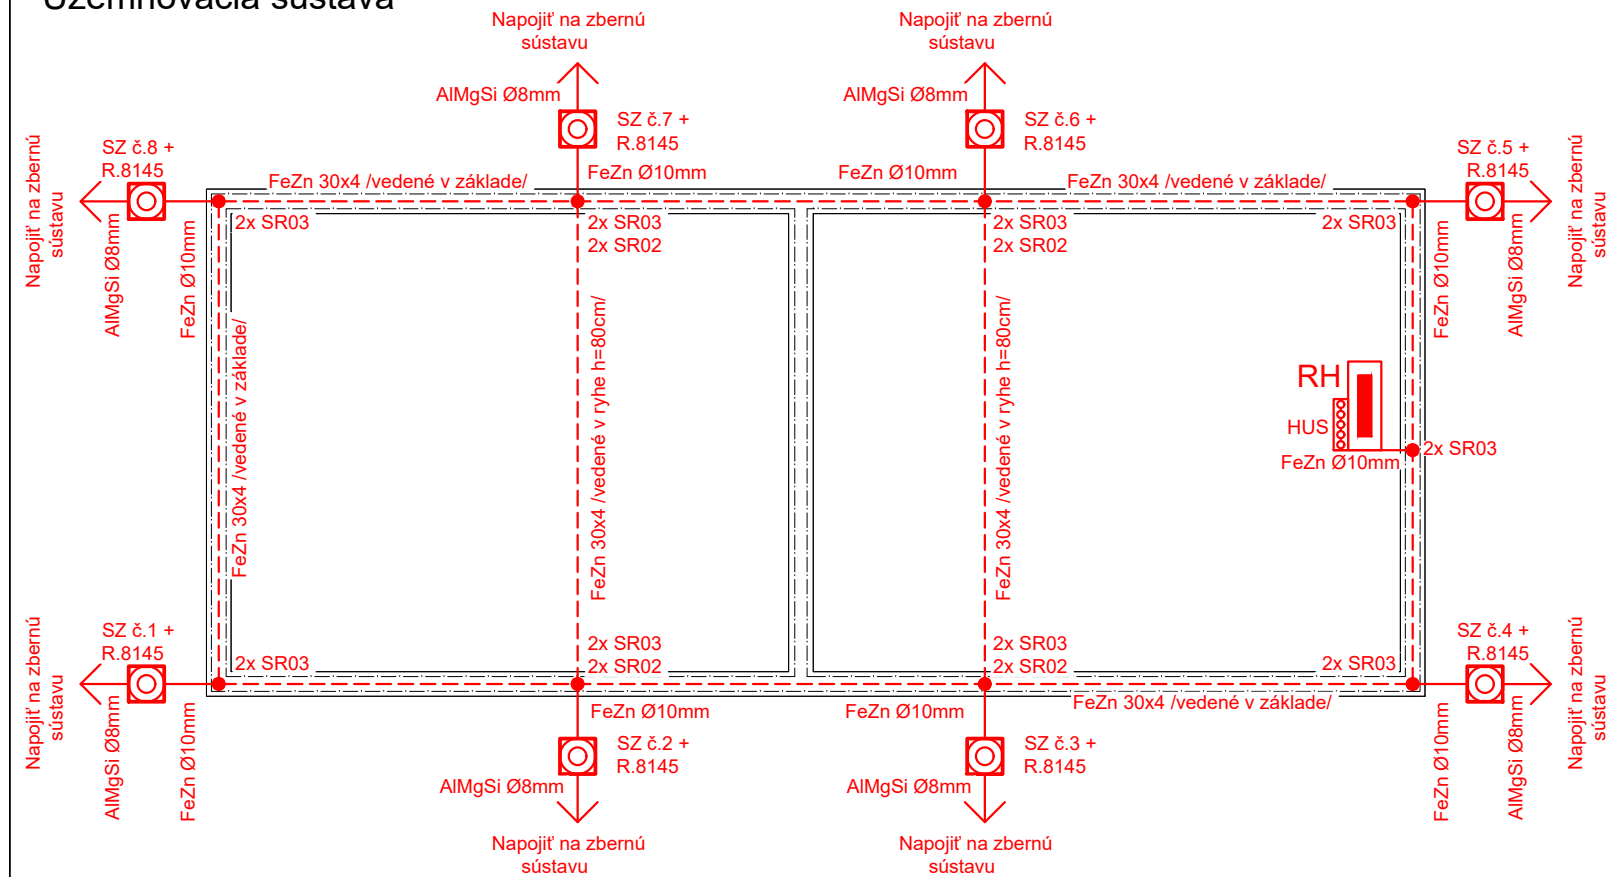 Uzemňovacia sústava
Napojiť na zbernú
sústavu
Napojiť na zbernú
sústavu
AlMgSi Ø8mm
AlMgSi Ø8mm
SZ č.7 +
R.8145
SZ č.6 +
R.8145
SZ č.8 +
R.8145
SZ č.5 +
R.8145
FeZn Ø10mm
FeZn Ø10mm
FeZn 30x4 /vedené v základe/
FeZn 30x4 /vedené v základe/
Napojiť na zbernú
sústavu
AlMgSi Ø8mm
FeZn Ø10mm
2x SR03
2x SR03
2x SR02
2x SR03
2x SR02
2x SR03
FeZn Ø10mm
AlMgSi Ø8mm
Napojiť na zbernú
sústavu
FeZn 30x4 /vedené v základe/
FeZn 30x4 /vedené v ryhe h=80cm/
FeZn 30x4 /vedené v ryhe h=80cm/
RH
HUS
FeZn Ø10mm
2x SR03
SZ č.1 +
R.8145
2x SR03
2x SR03
2x SR02
2x SR03
2x SR02
2x SR03
SZ č.4 +
R.8145
Napojiť na zbernú
sústavu
AlMgSi Ø8mm
FeZn Ø10mm
FeZn Ø10mm
FeZn Ø10mm
FeZn 30x4 /vedené v základe/
FeZn Ø10mm
AlMgSi Ø8mm
Napojiť na zbernú
sústavu
SZ č.2 +
R.8145
SZ č.3 +
R.8145
AlMgSi Ø8mm
AlMgSi Ø8mm
Napojiť na zbernú
sústavu
Napojiť na zbernú
sústavu